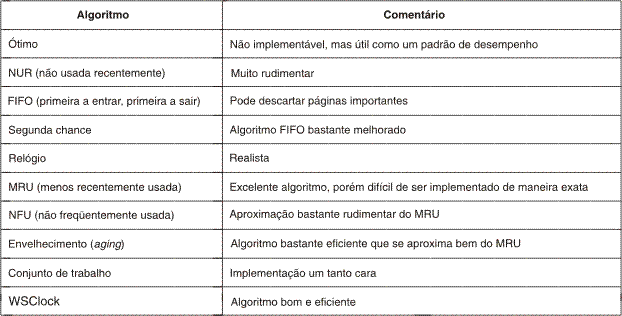 Algoritmo Comentário
Ótimo Não implementável, mas útil como um padrão de desempenho
NUR (não usada recentemente) Muito rudimentar
FIFO (primeira a entrar, primeira a sair) Pode descartar páginas importantes
Segunda chance Algoritmo FIFO bastante melhorado
Relógio Realista
MRU (menos recentemente usada) Excelente algoritmo, porém difícil de ser implementado de maneira exata
NFU (não freqüentemente usada) Aproximação bastante rudimentar do MRU
Envelhecimento (aging) Algoritmo bastante eficiente que se aproxima bem do MRU
Conjunto de trabalho Implementação um tanto cara
WSClock Algoritmo bom e eficiente